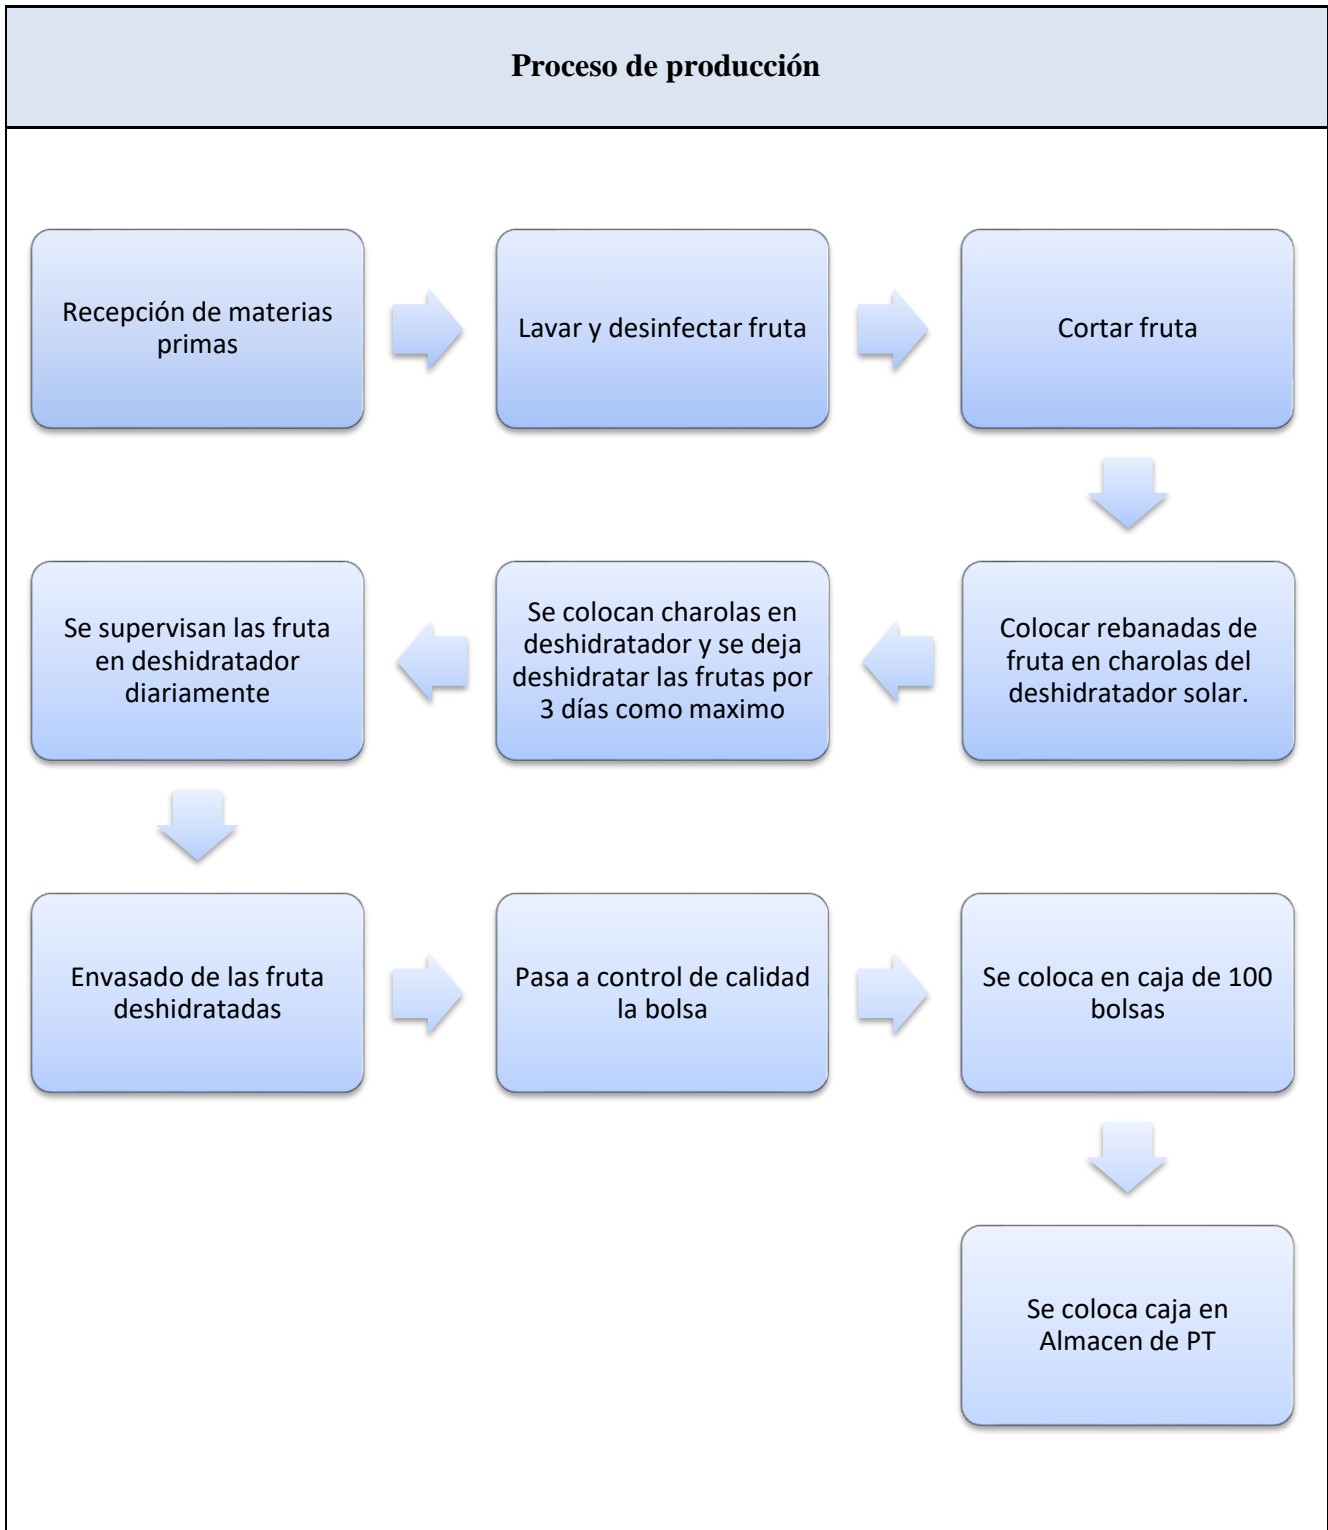 Proceso de producción
Recepción de materias
primas
Lavar y desinfectar fruta
Cortar fruta
Colocar rebanadas de
fruta en charolas del
deshidratador solar.
Se colocan charolas en
deshidratador y se deja
deshidratar las frutas por
3 días como maximo
Se supervisan las fruta
en deshidratador
diariamente
Envasado de las fruta
deshidratadas
Pasa a control de calidad
la bolsa
Se coloca en caja de 100
bolsas
Se coloca caja en
Almacen de PT